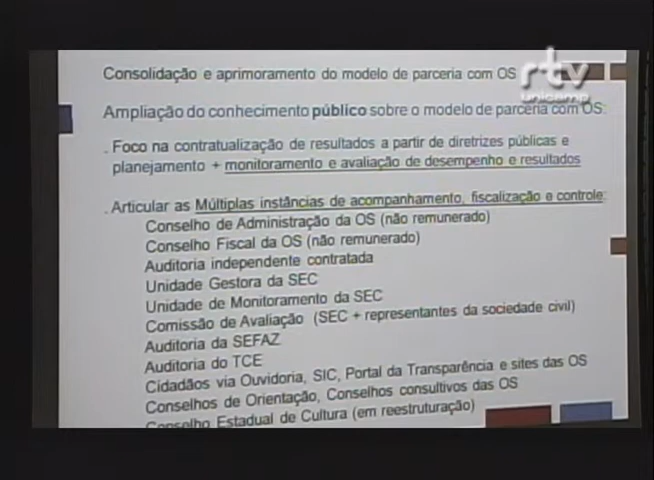 Consolidação e aprimoramento do modelo de parceria com OS
rtv
unicamp
Ampliação do conhecimento público sobre o modelo de parceria com OS:
. Foco na contratualização de resultados a partir de diretrizes públicas e
planejamento + monitoramento e avaliação de desempenho e resultados
. Articular as Múltiplas instâncias de acompanhamento, fiscalização e controle:
Conselho de Administração da OS (não remunerado)
Conselho Fiscal da OS (não remunerado)
Auditoria independente contratada
Unidade Gestora da SEC
Unidade de Monitoramento da SEC
Comissão de Avaliação (SEC + representantes da sociedade civil)
Auditoria da SEFAZ
Auditoria do TCE
Cidadãos via Ouvidoria, SIC, Portal da Transparência e sites das OS
Conselhos de Orientação, Conselhos consultivos das OS
Conselho Estadual de Cultura (em reestruturação)